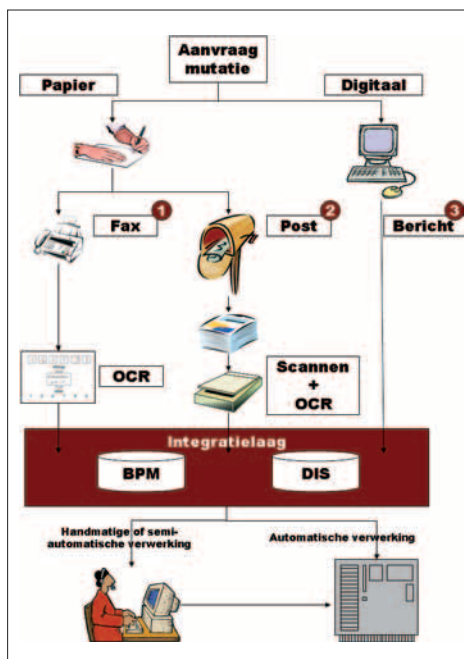 Aanvraag
mutatie
Papier
Digitaal
1
Fax
2
Post
3
Bericht
OCR
Scannen
+
OCR
Integratielaag
BPM
DIS
Handmatige of semi-
automatische verwerking
Automatische verwerking